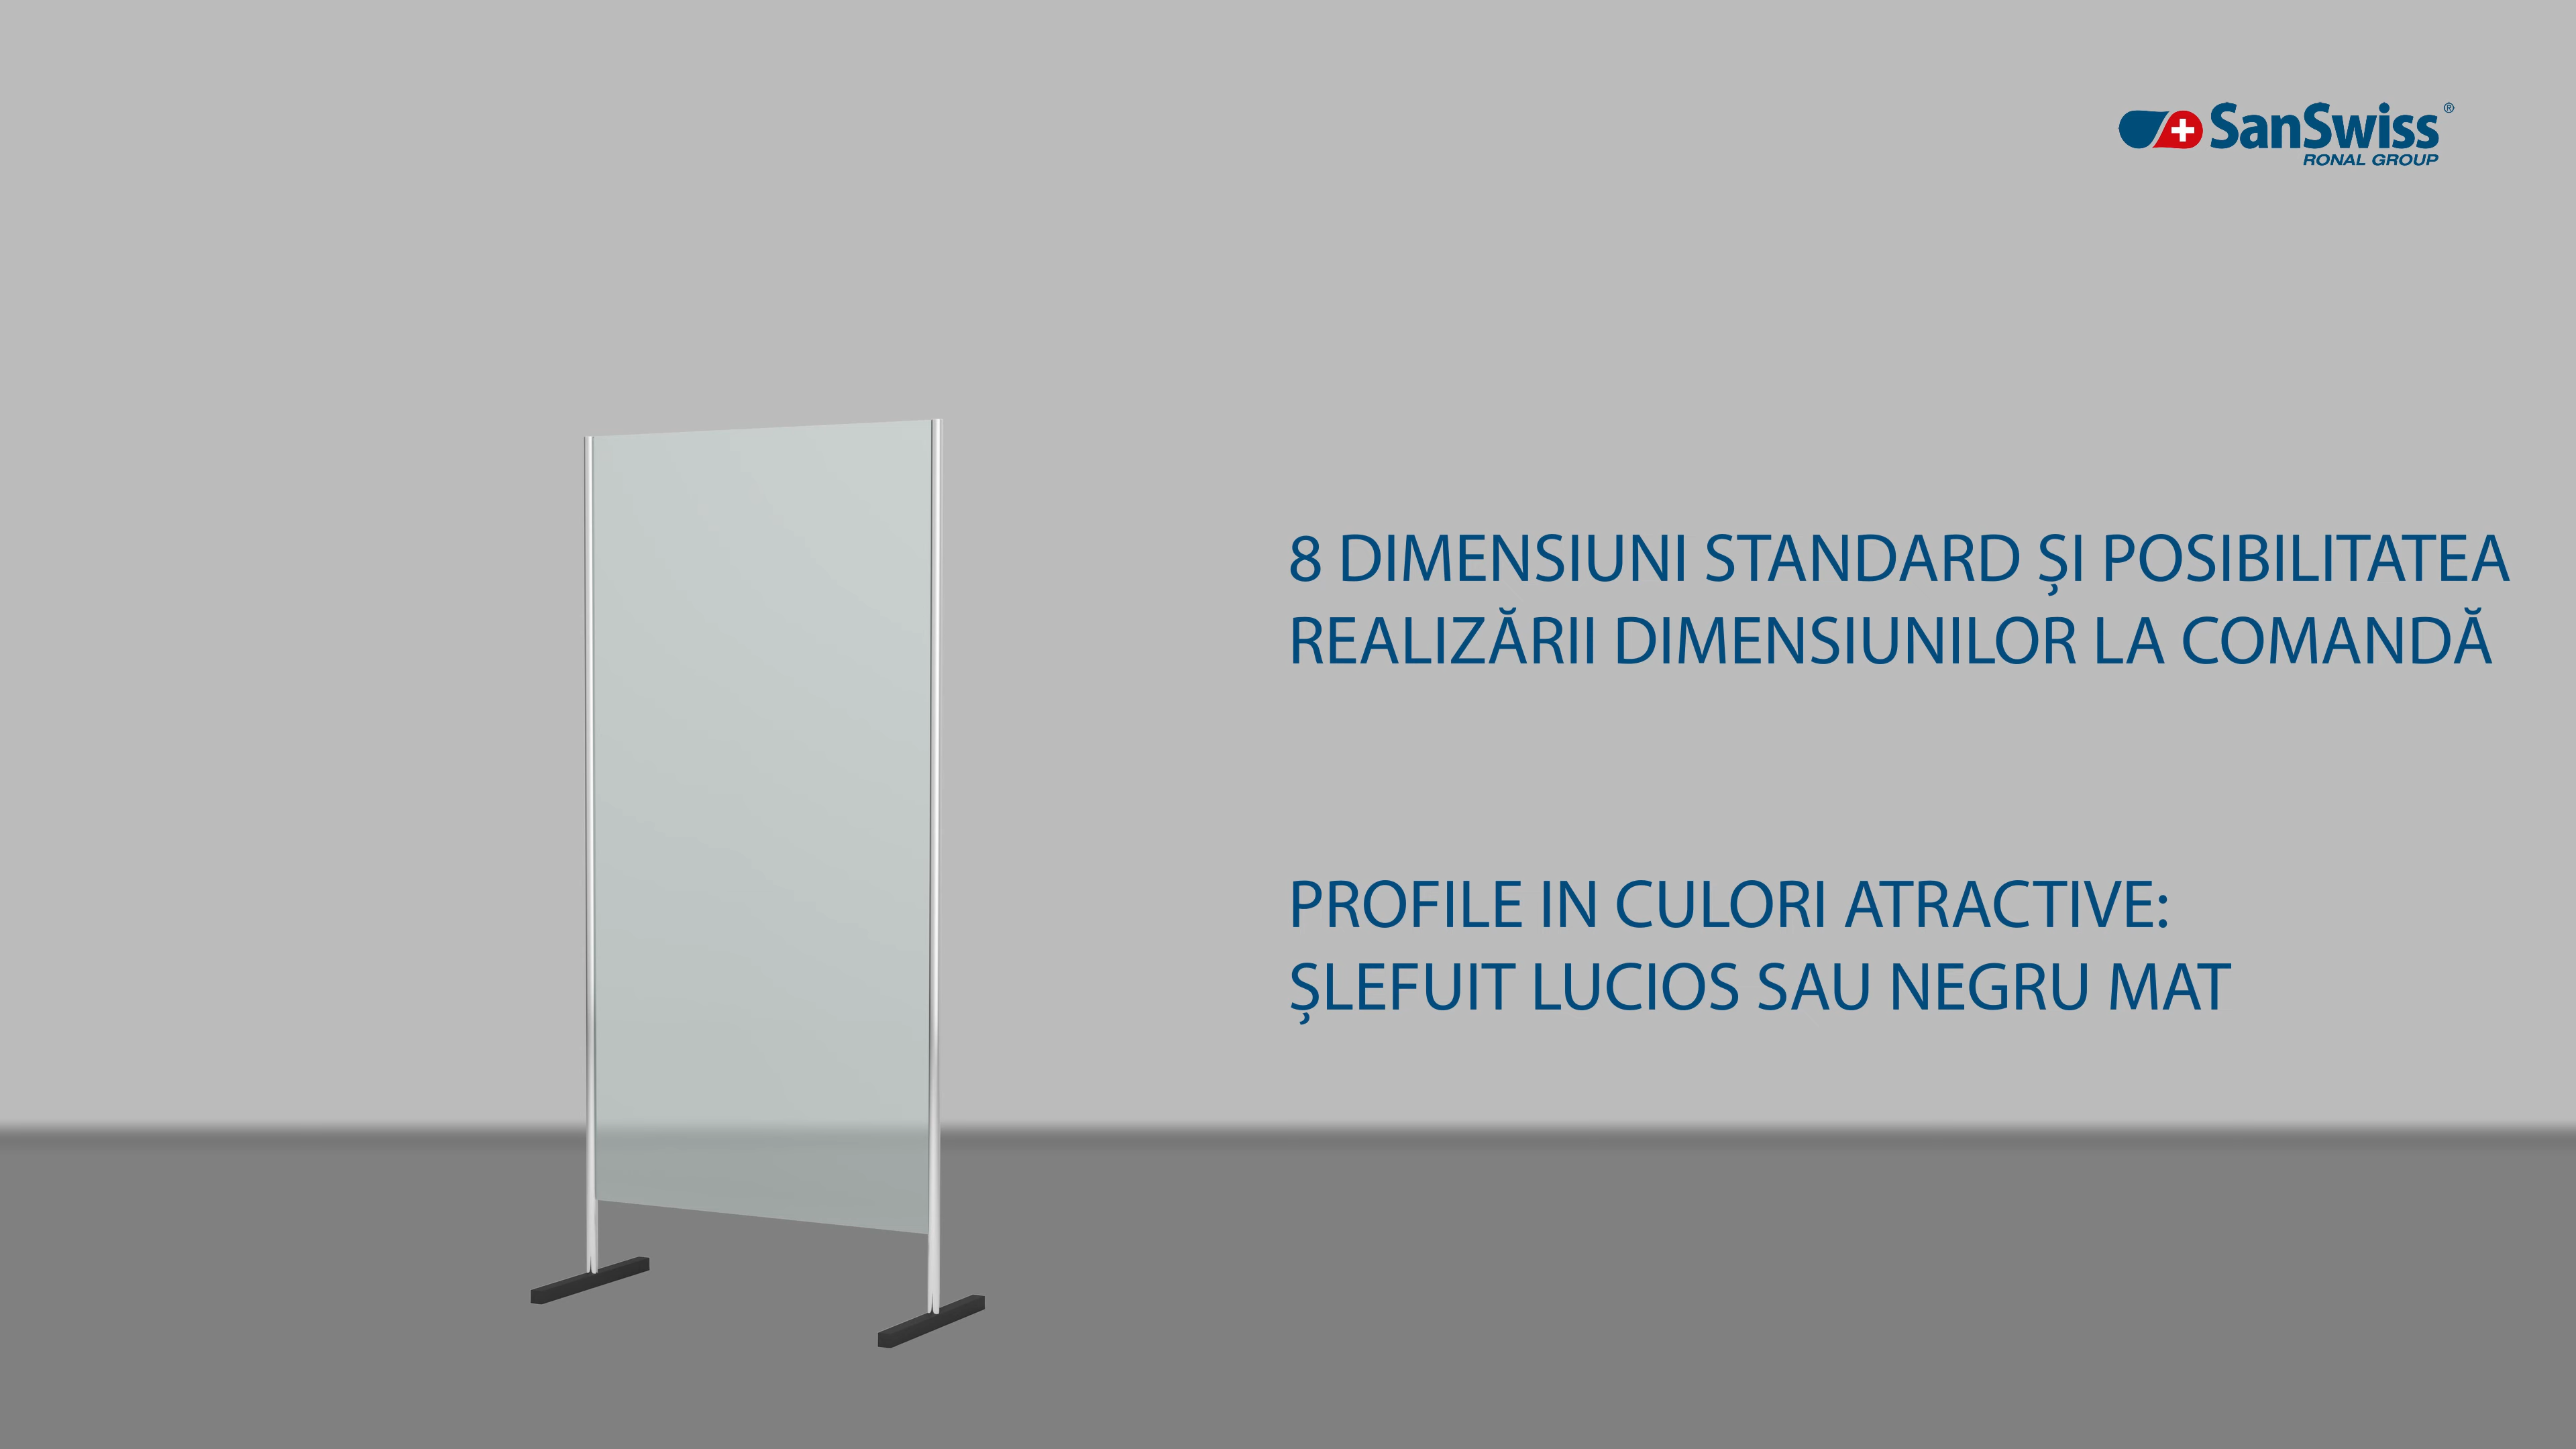 SanSwiss®
RONAL GROUP
8 DIMENSIUNI STANDARD ȘI POSIBILITATEA
REALIZĂRII DIMENSIUNILOR LA COMANDĂ
PROFILE IN CULORI ATRACTIVE:
ȘLEFUIT LUCIOS SAU NEGRU MAT